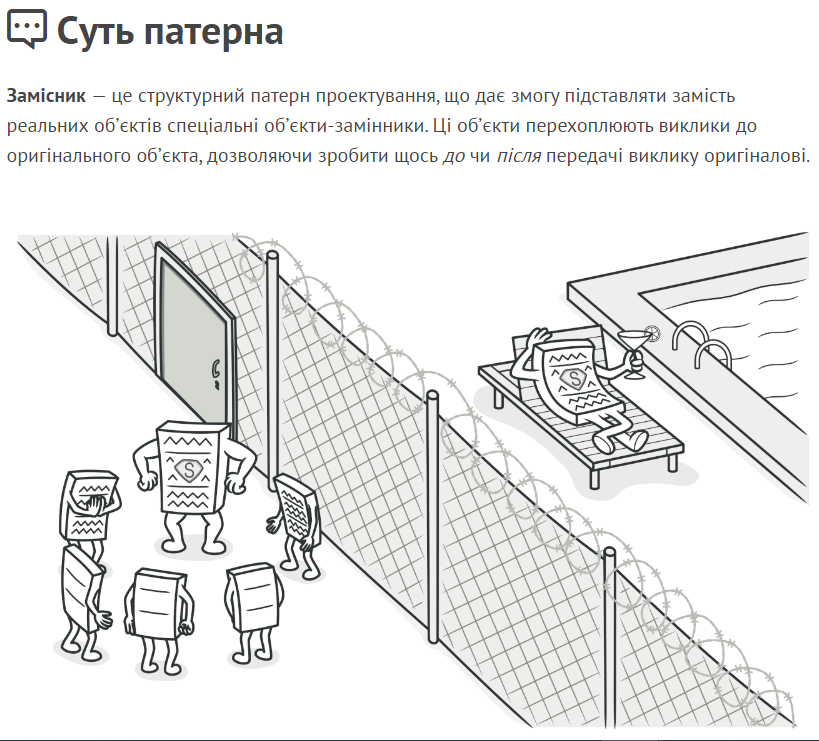 Суть патерна
Замісник — це структурний патерн проектування, що дає змогу підставляти замість
реальних об’єктів спеціальні об’єкти-замінники. Ці об’єкти перехоплюють виклики до
оригінального об’єкта, дозволяючи зробити щось до чи після передачі виклику оригіналові.
S
S